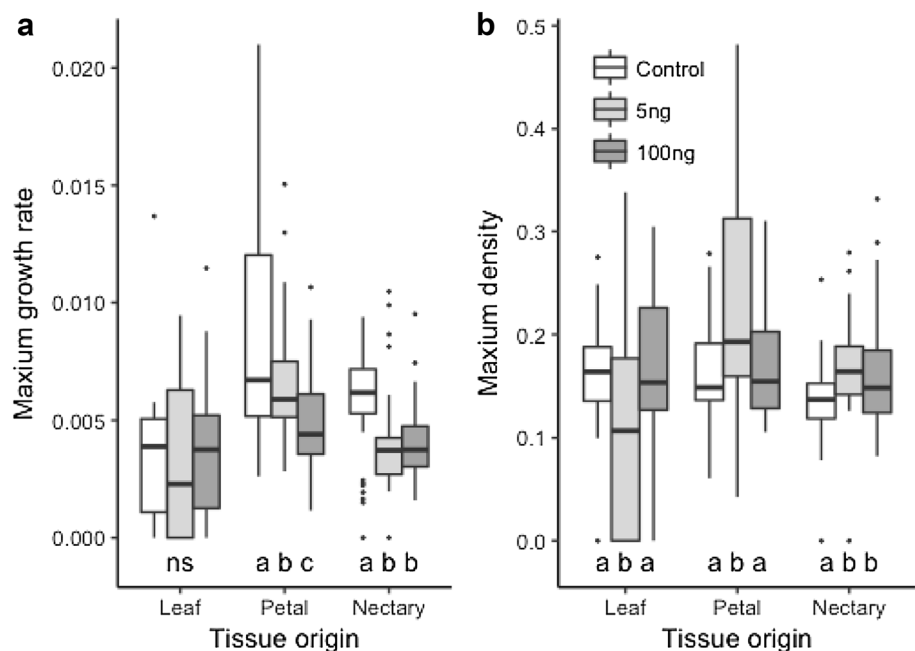 a
Maxium growth rate
0.020
0.015
0.010
0.005
0.000
ns
a b c
a b b
Leaf
Petal
Nectary
Tissue origin
b
Maxium density
0.5
0.4
0.3
0.2
0.1
0.0
Control
5ng
100ng
a b a
a b a
a b b
Leaf
Petal
Nectary
Tissue origin